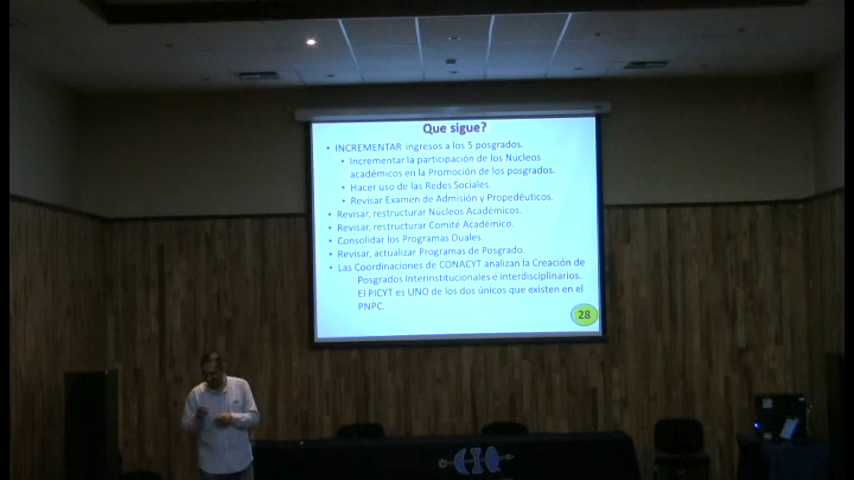 Que sigue?
• INCREMENTAR ingresos a los 5 posgrados.
• Incrementar la participación de los Núcleos
académicos en la Promoción de los posgrados.
• Hacer uso de las Redes Sociales.
• Revisar Examen de Admisión y Propedéuticos.
• Revisar, restructurar Núcleos Académicos.
• Revisar, restructurar Comité Académico.
• Consolidar los Programas Duales.
• Revisar, actualizar Programas de Posgrado.
• Las Coordinaciones de CONACYT analizan la Creación de
Posgrados Interinstitucionales e interdisciplinarios.
El PICYT es UNO de los dos únicos que existen en el
PNPC.
28
CIO